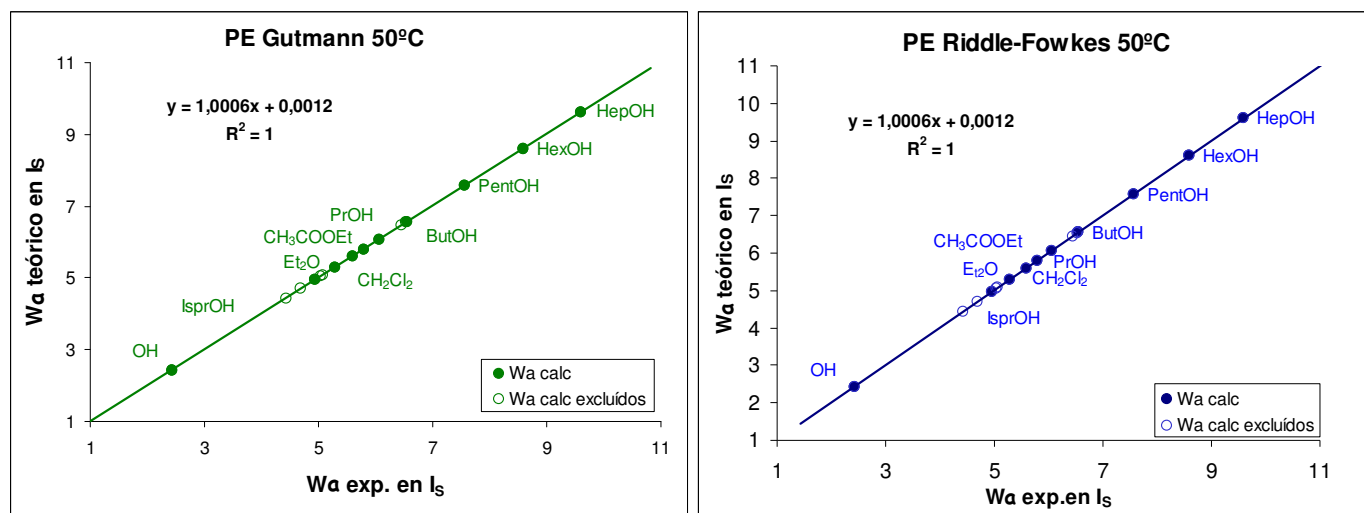 PE Gutmann 50ºC
Wa teórico en Is
11
9
7
5
3
1
y = 1,0006x + 0,0012
R² = 1
HepOH
HexOH
PentOH
PrOH
ButOH
CH₃COOEt
Et₂O
CH₂Cl₂
IsprOH
OH
Wa calc
Wa calc excluídos
1 3 5 7 9 11
Wa exp. en Is
PE Riddle-Fowkes 50ºC
Wa teórico en Is
11
10
9
8
7
6
5
4
3
2
1
y = 1,0006x + 0,0012
R² = 1
HepOH
HexOH
PentOH
ButOH
CH₃COOEt
PrOH
Et₂O
CH₂Cl₂
IsprOH
OH
Wa calc
Wa calc excluídos
1 3 5 7 9 11
Wa exp.en Is